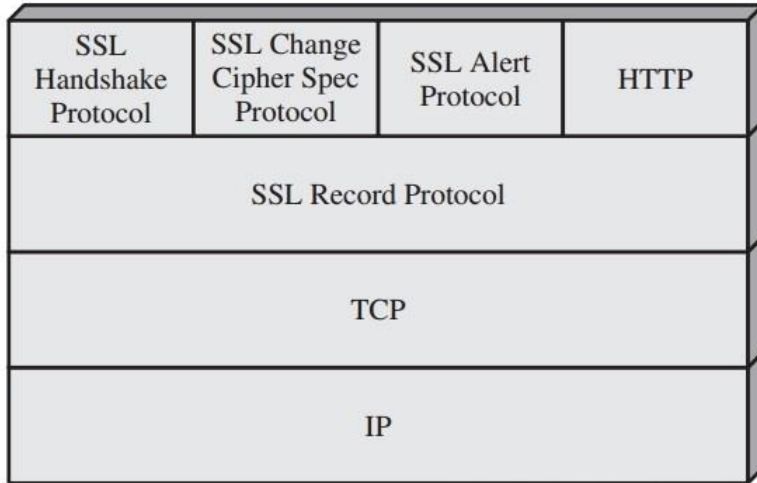 SSL
Handshake
Protocol
SSL Change
Cipher Spec
Protocol
SSL Alert
Protocol
HTTP
SSL Record Protocol
TCP
IP